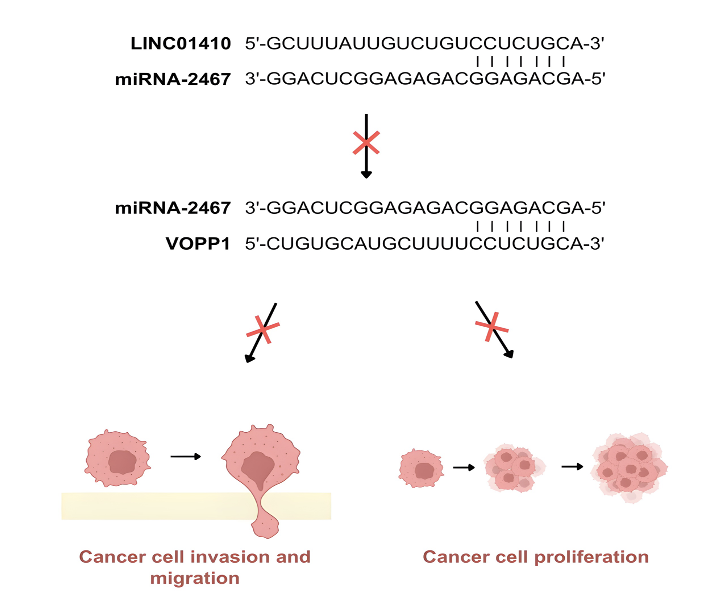 LINC01410 5'-GCUUUAUUGUCUGUCCUCUGCA-3'
miRNA-2467 3'-GGACUCGGAGAGACGGAGACGA-5'
miRNA-2467 3'-GGACUCGGAGAGACGGAGACGA-5'
VOPP1 5'-CUGUGCAUGCUUUUCCUCUGCA-3'
Cancer cell invasion and
migration
Cancer cell proliferation